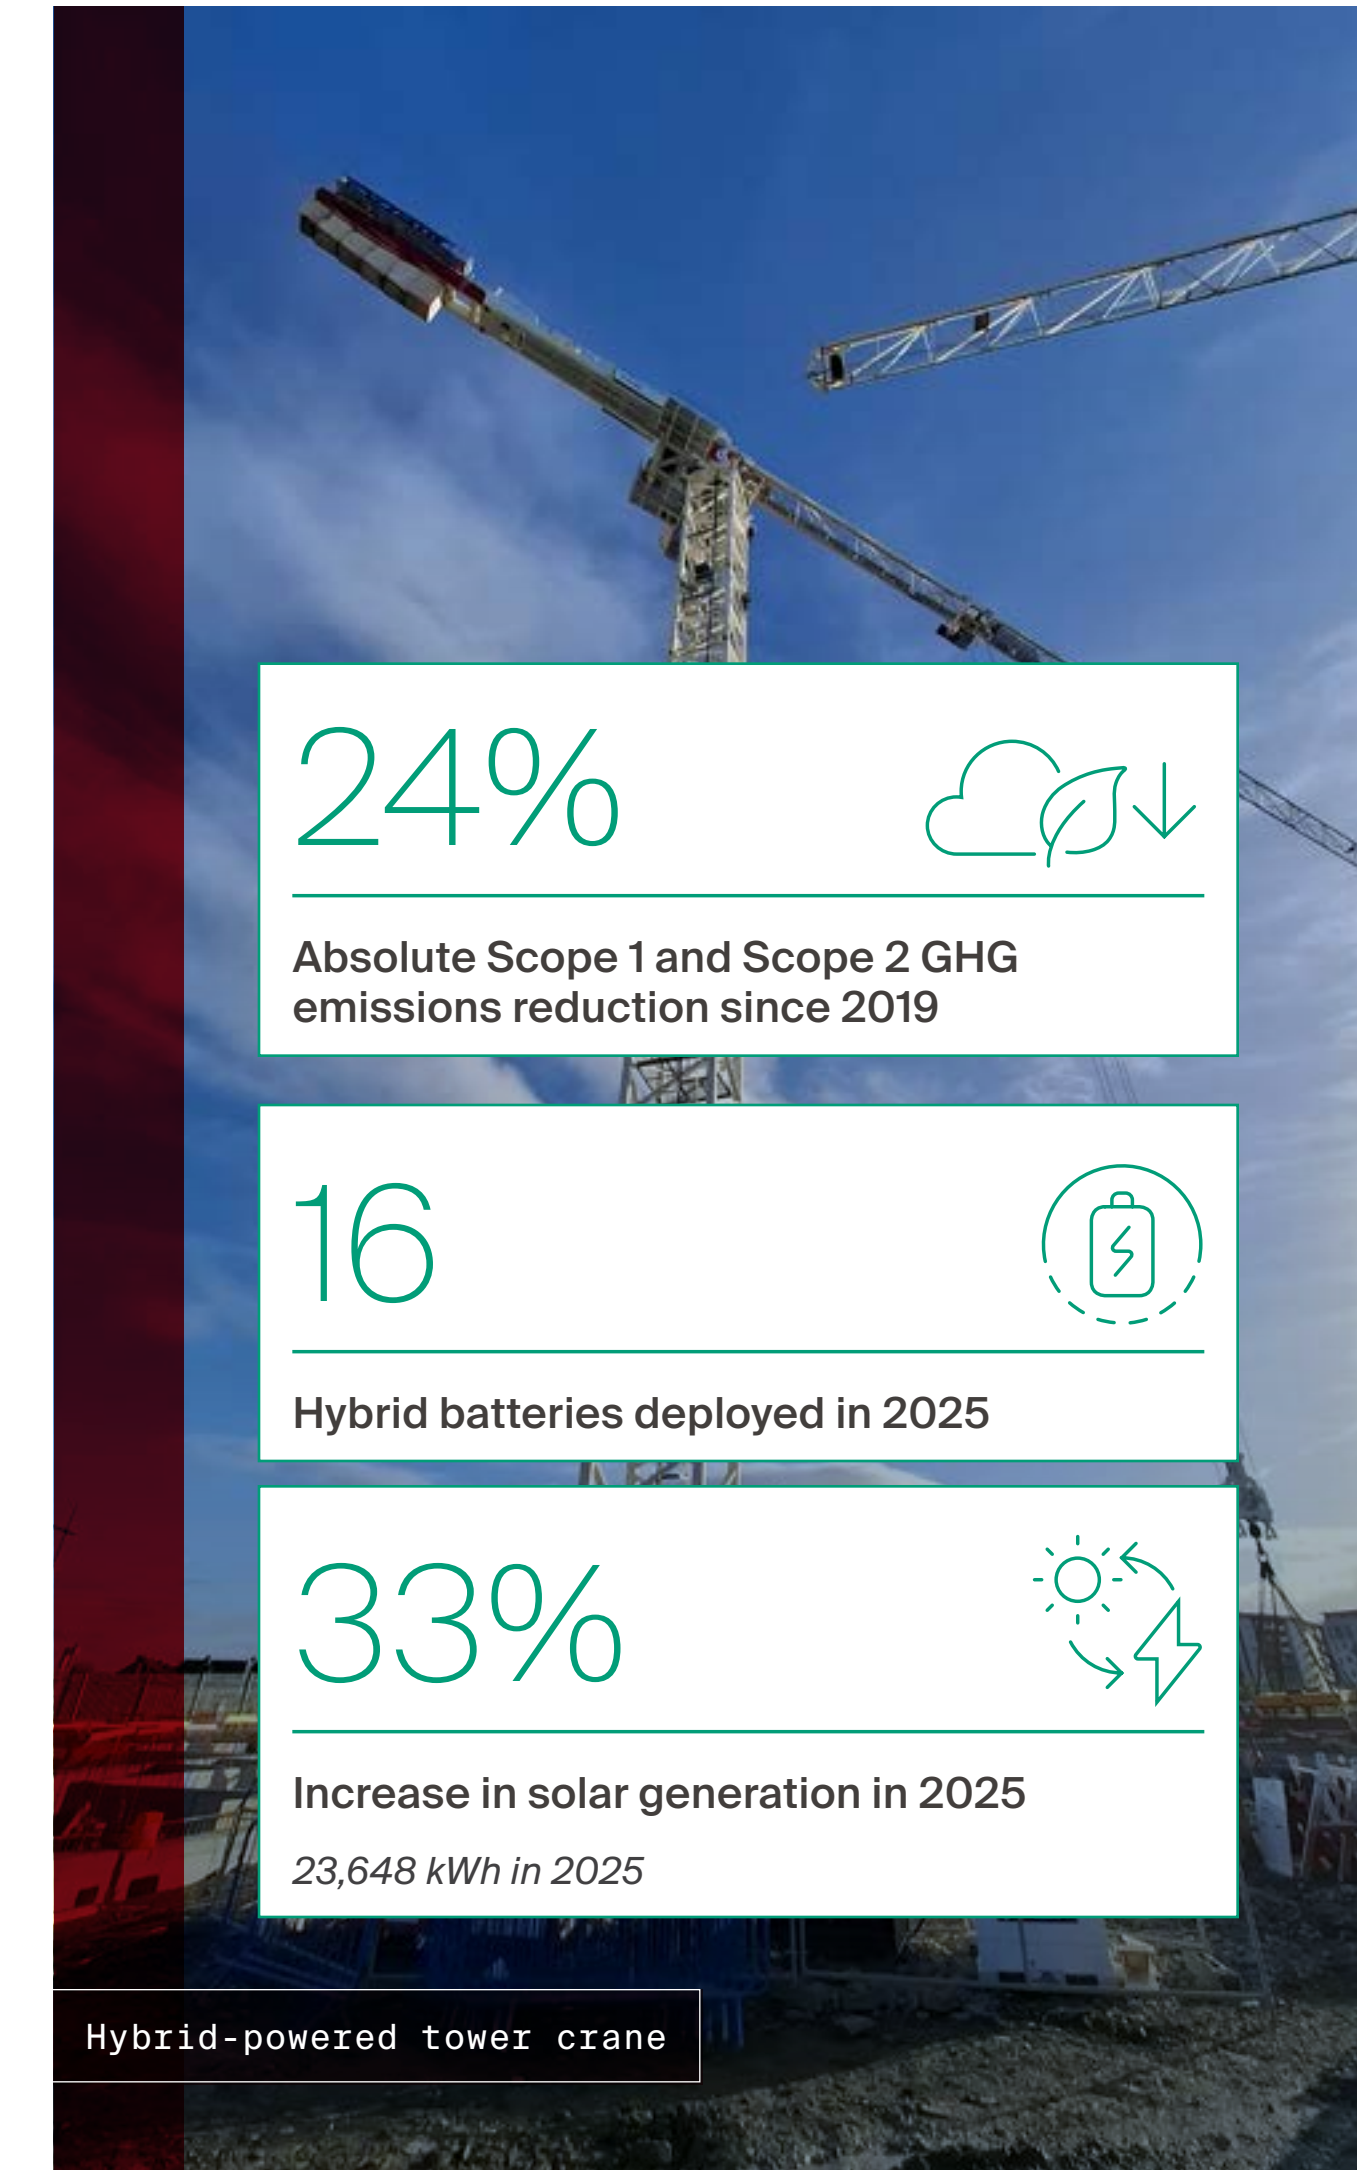 24%
Absolute Scope 1 and Scope 2 GHG
emissions reduction since 2019
16
Hybrid batteries deployed in 2025
33%
Increase in solar generation in 2025
23,648 kWh in 2025
Hybrid-powered tower crane